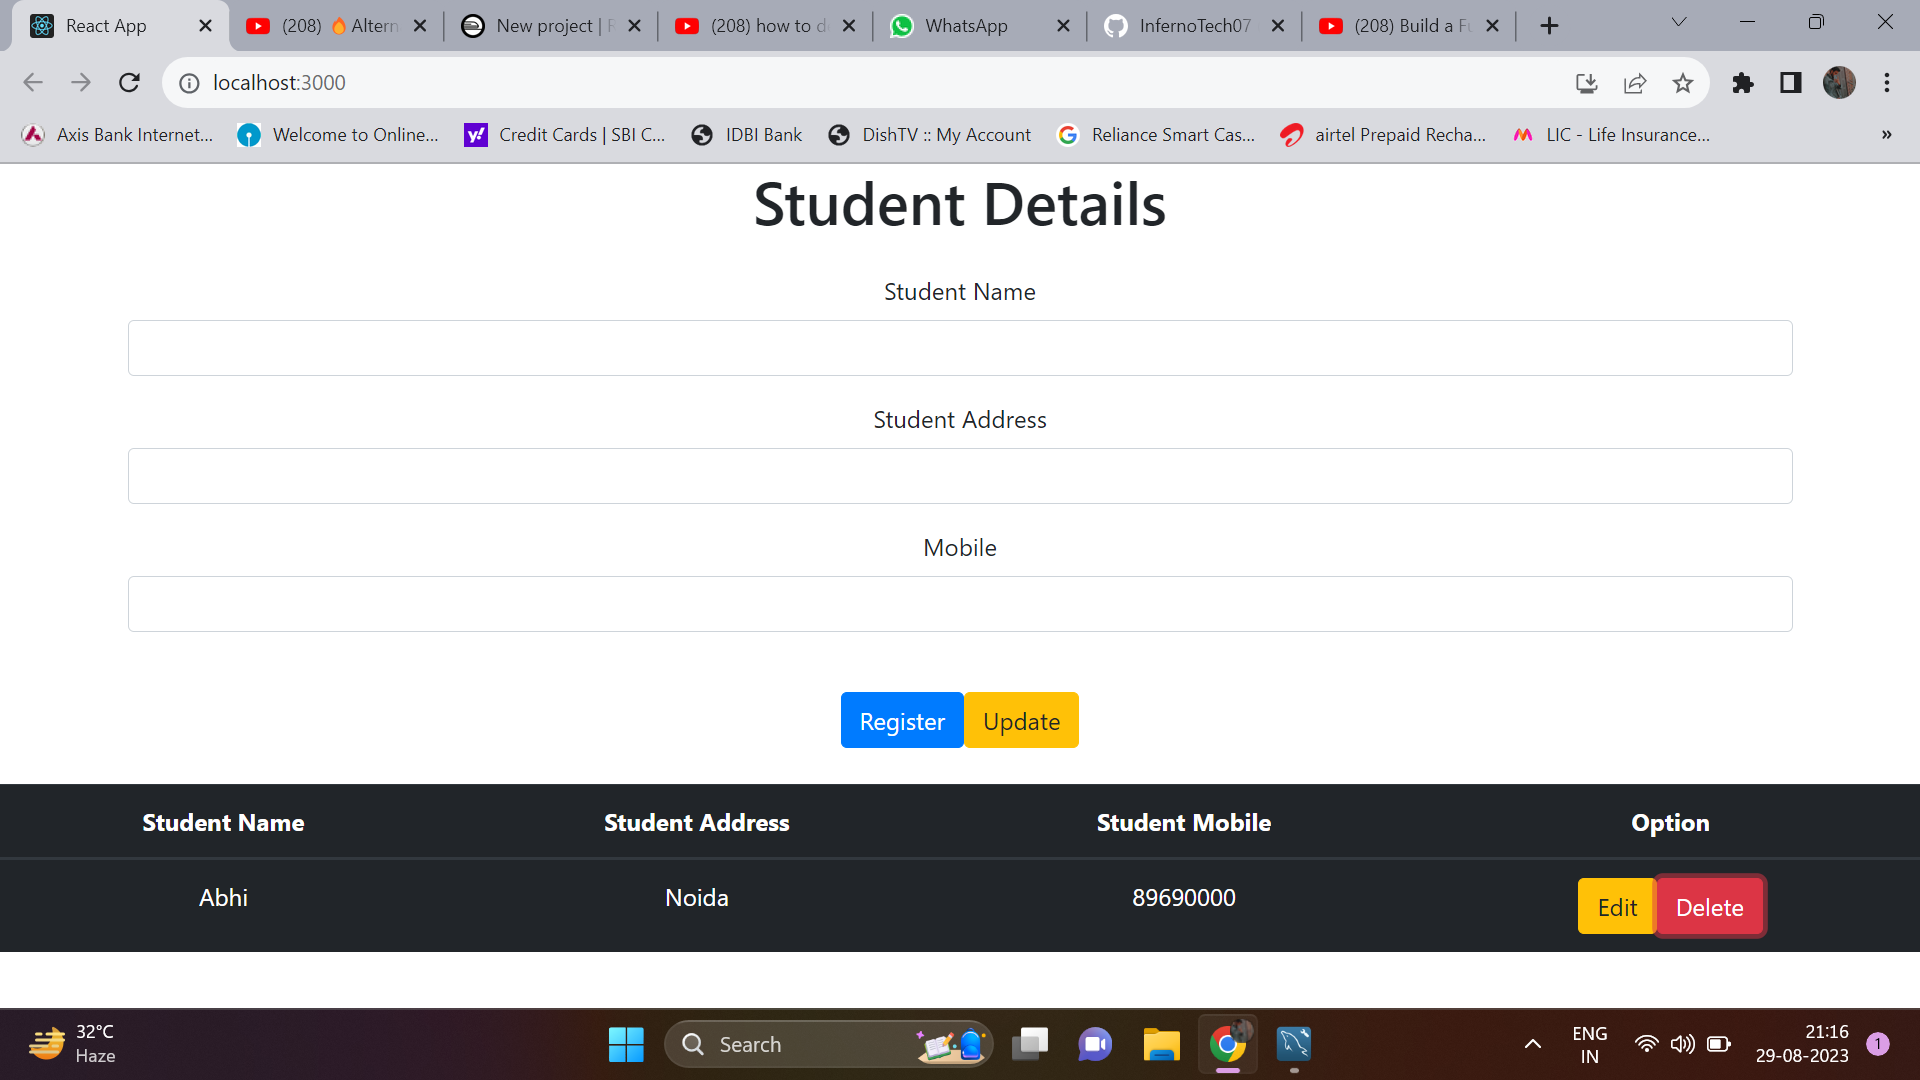 React App
(208) 🔥 Altern
New project |
(208) how to d
WhatsApp
InfernoTech07
(208) Build a Fu
localhost:3000
Axis Bank Internet...
Welcome to Online...
Credit Cards | SBI C...
IDBI Bank
DishTV :: My Account
Reliance Smart Cas...
airtel Prepaid Recha...
LIC - Life Insurance...
»
Student Details
Student Name
Student Address
Mobile
Register Update
Student Name Student Address Student Mobile Option
Abhi Noida 89690000 Edit Delete
32°C
Haze
Search
ENG
IN
21:16
29-08-2023
1